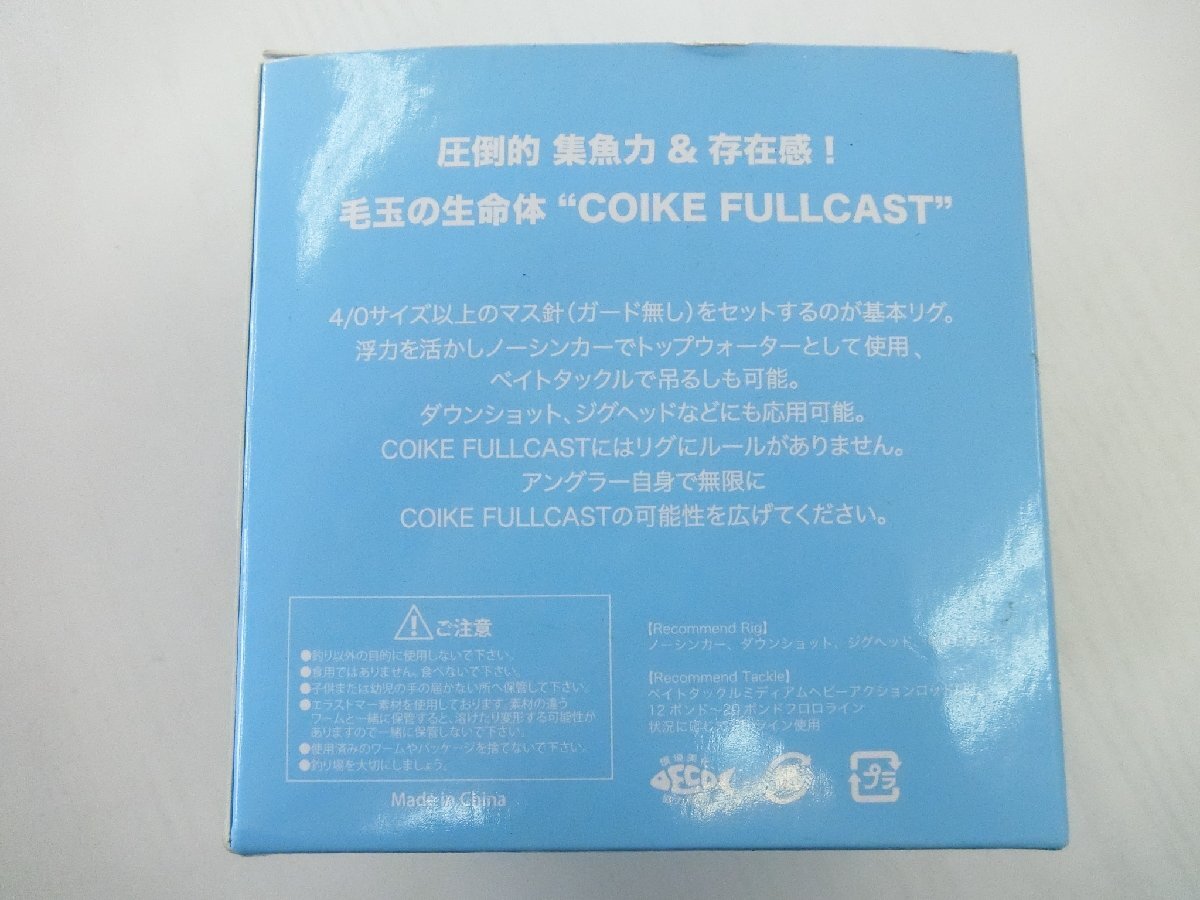 圧倒的 集魚力 & 存在感！
毛玉の生命体 “COIKE FULLCAST”
4/0サイズ以上のマス針（ガード無し）をセットするのが基本リグ。
浮力を活かしノーシンカーでトップウォーターとして使用、
ベイトタックルで吊るしも可能。
ダウンショット、ジグヘッドなどにも応用可能。
COIKE FULLCASTにはリグにルールがありません。
アングラー自身で無限に
COIKE FULLCASTの可能性を広げてください。
ご注意
●釣り以外の目的に使用しないで下さい。
●食用ではありません。食べないで下さい。
●子供または幼児の手の届かない所へ保管して下さい。
●エラストマー素材を使用しております。素材の違う
ワームと一緒に保管すると、溶けたり変形する可能性が
ありますので一緒に保管しないで下さい。
●使用済みのワームやパッケージを捨てないで下さい。
●釣り場を大切にしましょう。
Made in China
【Recommend Rig】
ノーシンカー、ダウンショット、ジグヘッド
【Recommend Tackle】
ベイトタックルミディアムヘビーアクションロッド
12ポンド～20ポンドフロロライン
状況に応じ ライン使用
環境美化
ECO
協力
プラ